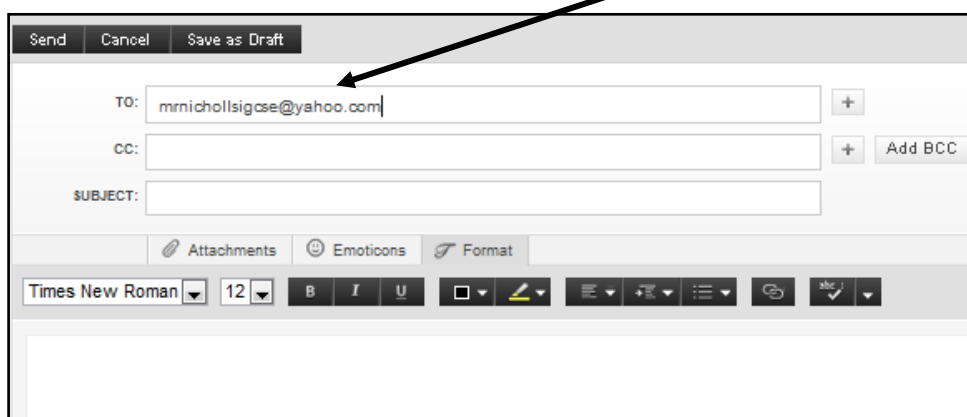 Send Cancel Save as Draft
TO: mrnichollsigcse@yahoo.com
CC: + Add BCC
SUBJECT:
Attachments Emoticons Format
Times New Roman 12 B I U abc